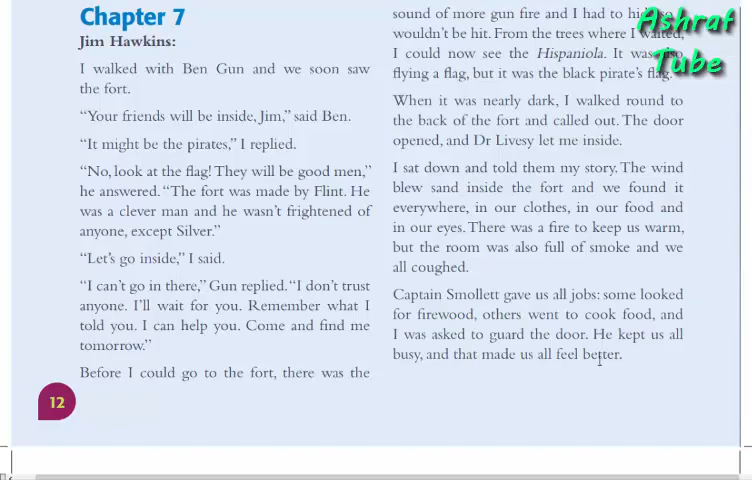 Chapter 7
Jim Hawkins:
I walked with Ben Gun and we soon saw
the fort.
“Your friends will be inside, Jim,” said Ben.
“It might be the pirates,” I replied.
“No, look at the flag! They will be good men,”
he answered. “The fort was made by Flint. He
was a clever man and he wasn’t frightened of
anyone, except Silver.”
“Let’s go inside,” I said.
“I can’t go in there,” Gun replied. “I don’t trust
anyone. I’ll wait for you. Remember what I
told you. I can help you. Come and find me
tomorrow.”
Before I could go to the fort, there was the
12
sound of more gun fire and I had to
wouldn’t be hit. From the trees where I waited,
I could now see the Hispaniola. It was also
flying a flag, but it was the black pirate’s flag.
When it was nearly dark, I walked round to
the back of the fort and called out. The door
opened, and Dr Livesy let me inside.
I sat down and told them my story. The wind
blew sand inside the fort and we found it
everywhere, in our clothes, in our food and
in our eyes. There was a fire to keep us warm,
but the room was also full of smoke and we
all coughed.
Captain Smollett gave us all jobs: some looked
for firewood, others went to cook food, and
I was asked to guard the door. He kept us all
busy, and that made us all feel better.
Ashraf
Tube